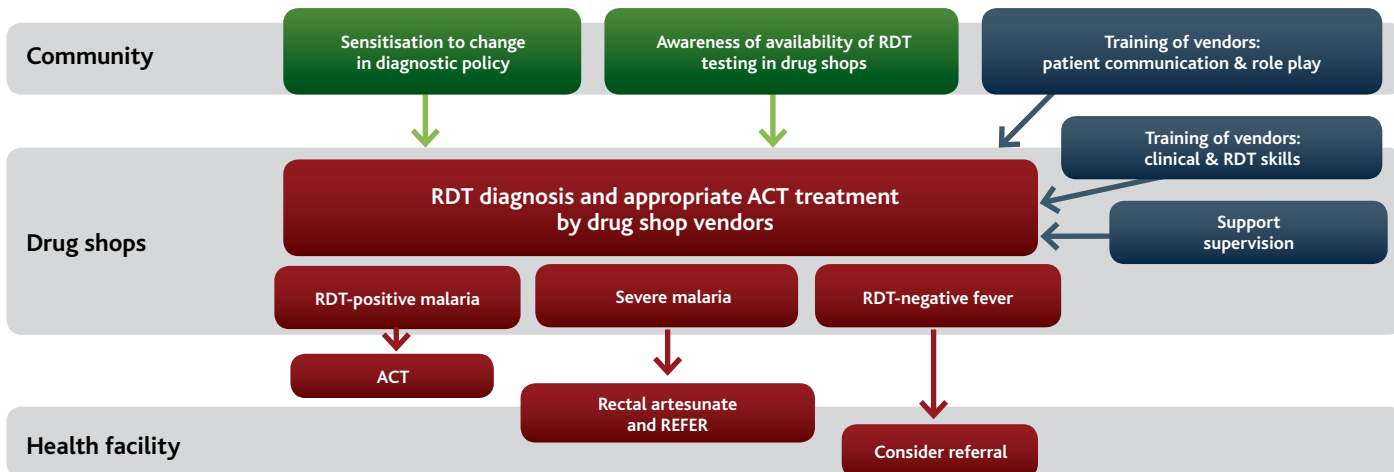 Community
Sensitisation to change
in diagnostic policy
Awareness of availability of RDT
testing in drug shops
Training of vendors:
patient communication & role play
Training of vendors:
clinical & RDT skills
Drug shops
RDT diagnosis and appropriate ACT treatment
by drug shop vendors
Support
supervision
RDT-positive malaria
Severe malaria
RDT-negative fever
ACT
Rectal artesunate
and REFER
Health facility
Consider referral